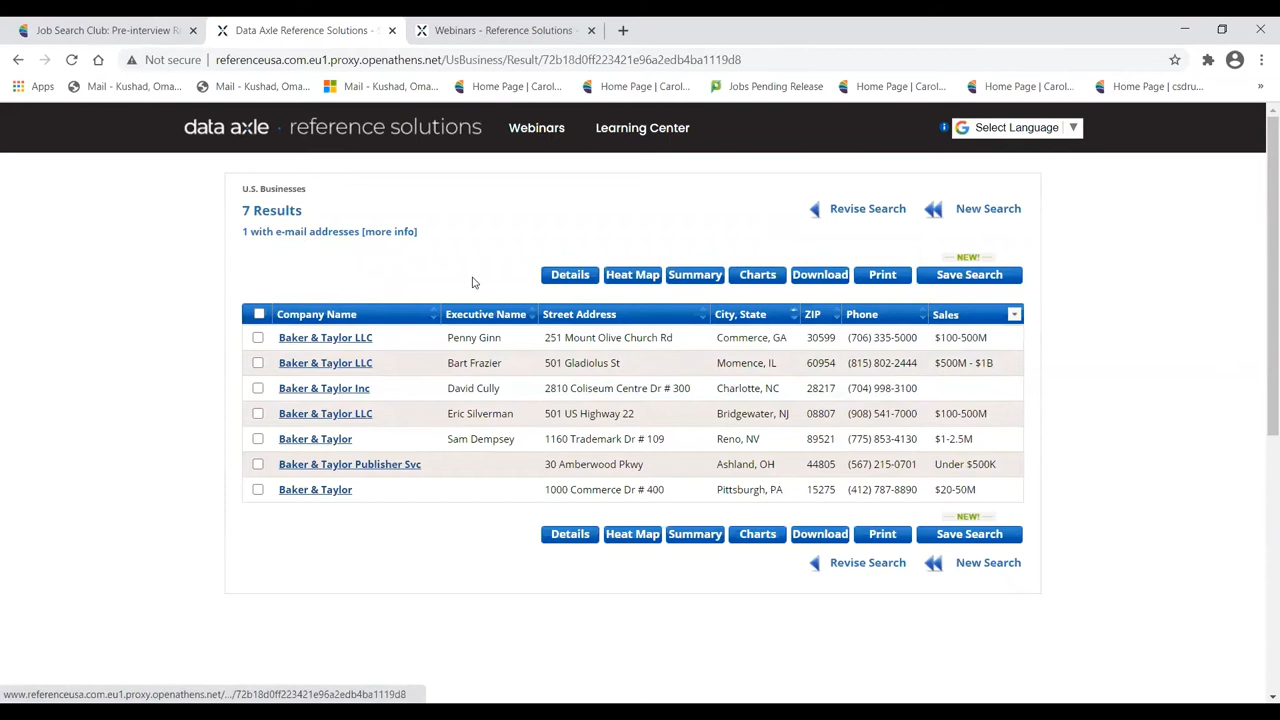 Job Search Club: Pre-interview R
Data Axle Reference Solutions -
Webinars - Reference Solutions -
Not secure
referenceusa.com.eu1.proxy.openathens.net/UsBusiness/Result/72b18d0ff223421e96a2edb4ba1119d8
Apps
Mail - Kushad, Oma...
Mail - Kushad, Oma...
Mail - Kushad, Oma...
Home Page | Carol...
Home Page | Carol...
Jobs Pending Release
Home Page | Carol...
Home Page | Carol...
Home Page | csdru...
»
data axle reference solutions
Webinars
Learning Center
Select Language
U.S. Businesses
7 Results
1 with e-mail addresses [more info]
Revise Search
New Search
NEW!
Details Heat Map Summary Charts Download Print Save Search
Company Name Executive Name Street Address City, State ZIP Phone Sales
Baker & Taylor LLC Penny Ginn 251 Mount Olive Church Rd Commerce, GA 30599 (706) 335-5000 $100-500M
Baker & Taylor LLC Bart Frazier 501 Gladiolus St Momence, IL 60954 (815) 802-2444 $500M - $1B
Baker & Taylor Inc David Cully 2810 Coliseum Centre Dr # 300 Charlotte, NC 28217 (704) 998-3100
Baker & Taylor LLC Eric Silverman 501 US Highway 22 Bridgewater, NJ 08807 (908) 541-7000 $100-500M
Baker & Taylor Sam Dempsey 1160 Trademark Dr # 109 Reno, NV 89521 (775) 853-4130 $1-2.5M
Baker & Taylor Publisher Svc 30 Amberwood Pkwy Ashland, OH 44805 (567) 215-0701 Under $500K
Baker & Taylor 1000 Commerce Dr # 400 Pittsburgh, PA 15275 (412) 787-8890 $20-50M
NEW!
Details Heat Map Summary Charts Download Print Save Search
Revise Search
New Search
www.referenceusa.com.eu1.proxy.openathens.net/.../72b18d0ff223421e96a2edb4ba1119d8